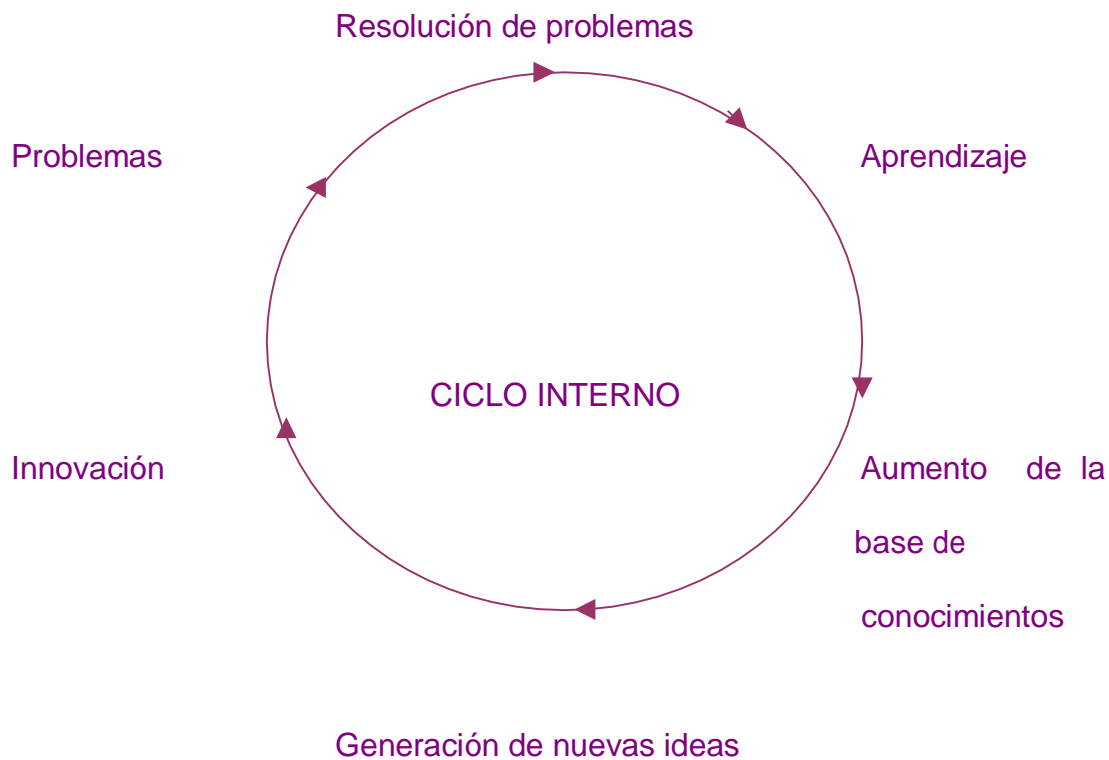 Resolución de problemas
Problemas
Aprendizaje
CICLO INTERNO
Innovación
Aumento de la
base de
conocimientos
Generación de nuevas ideas